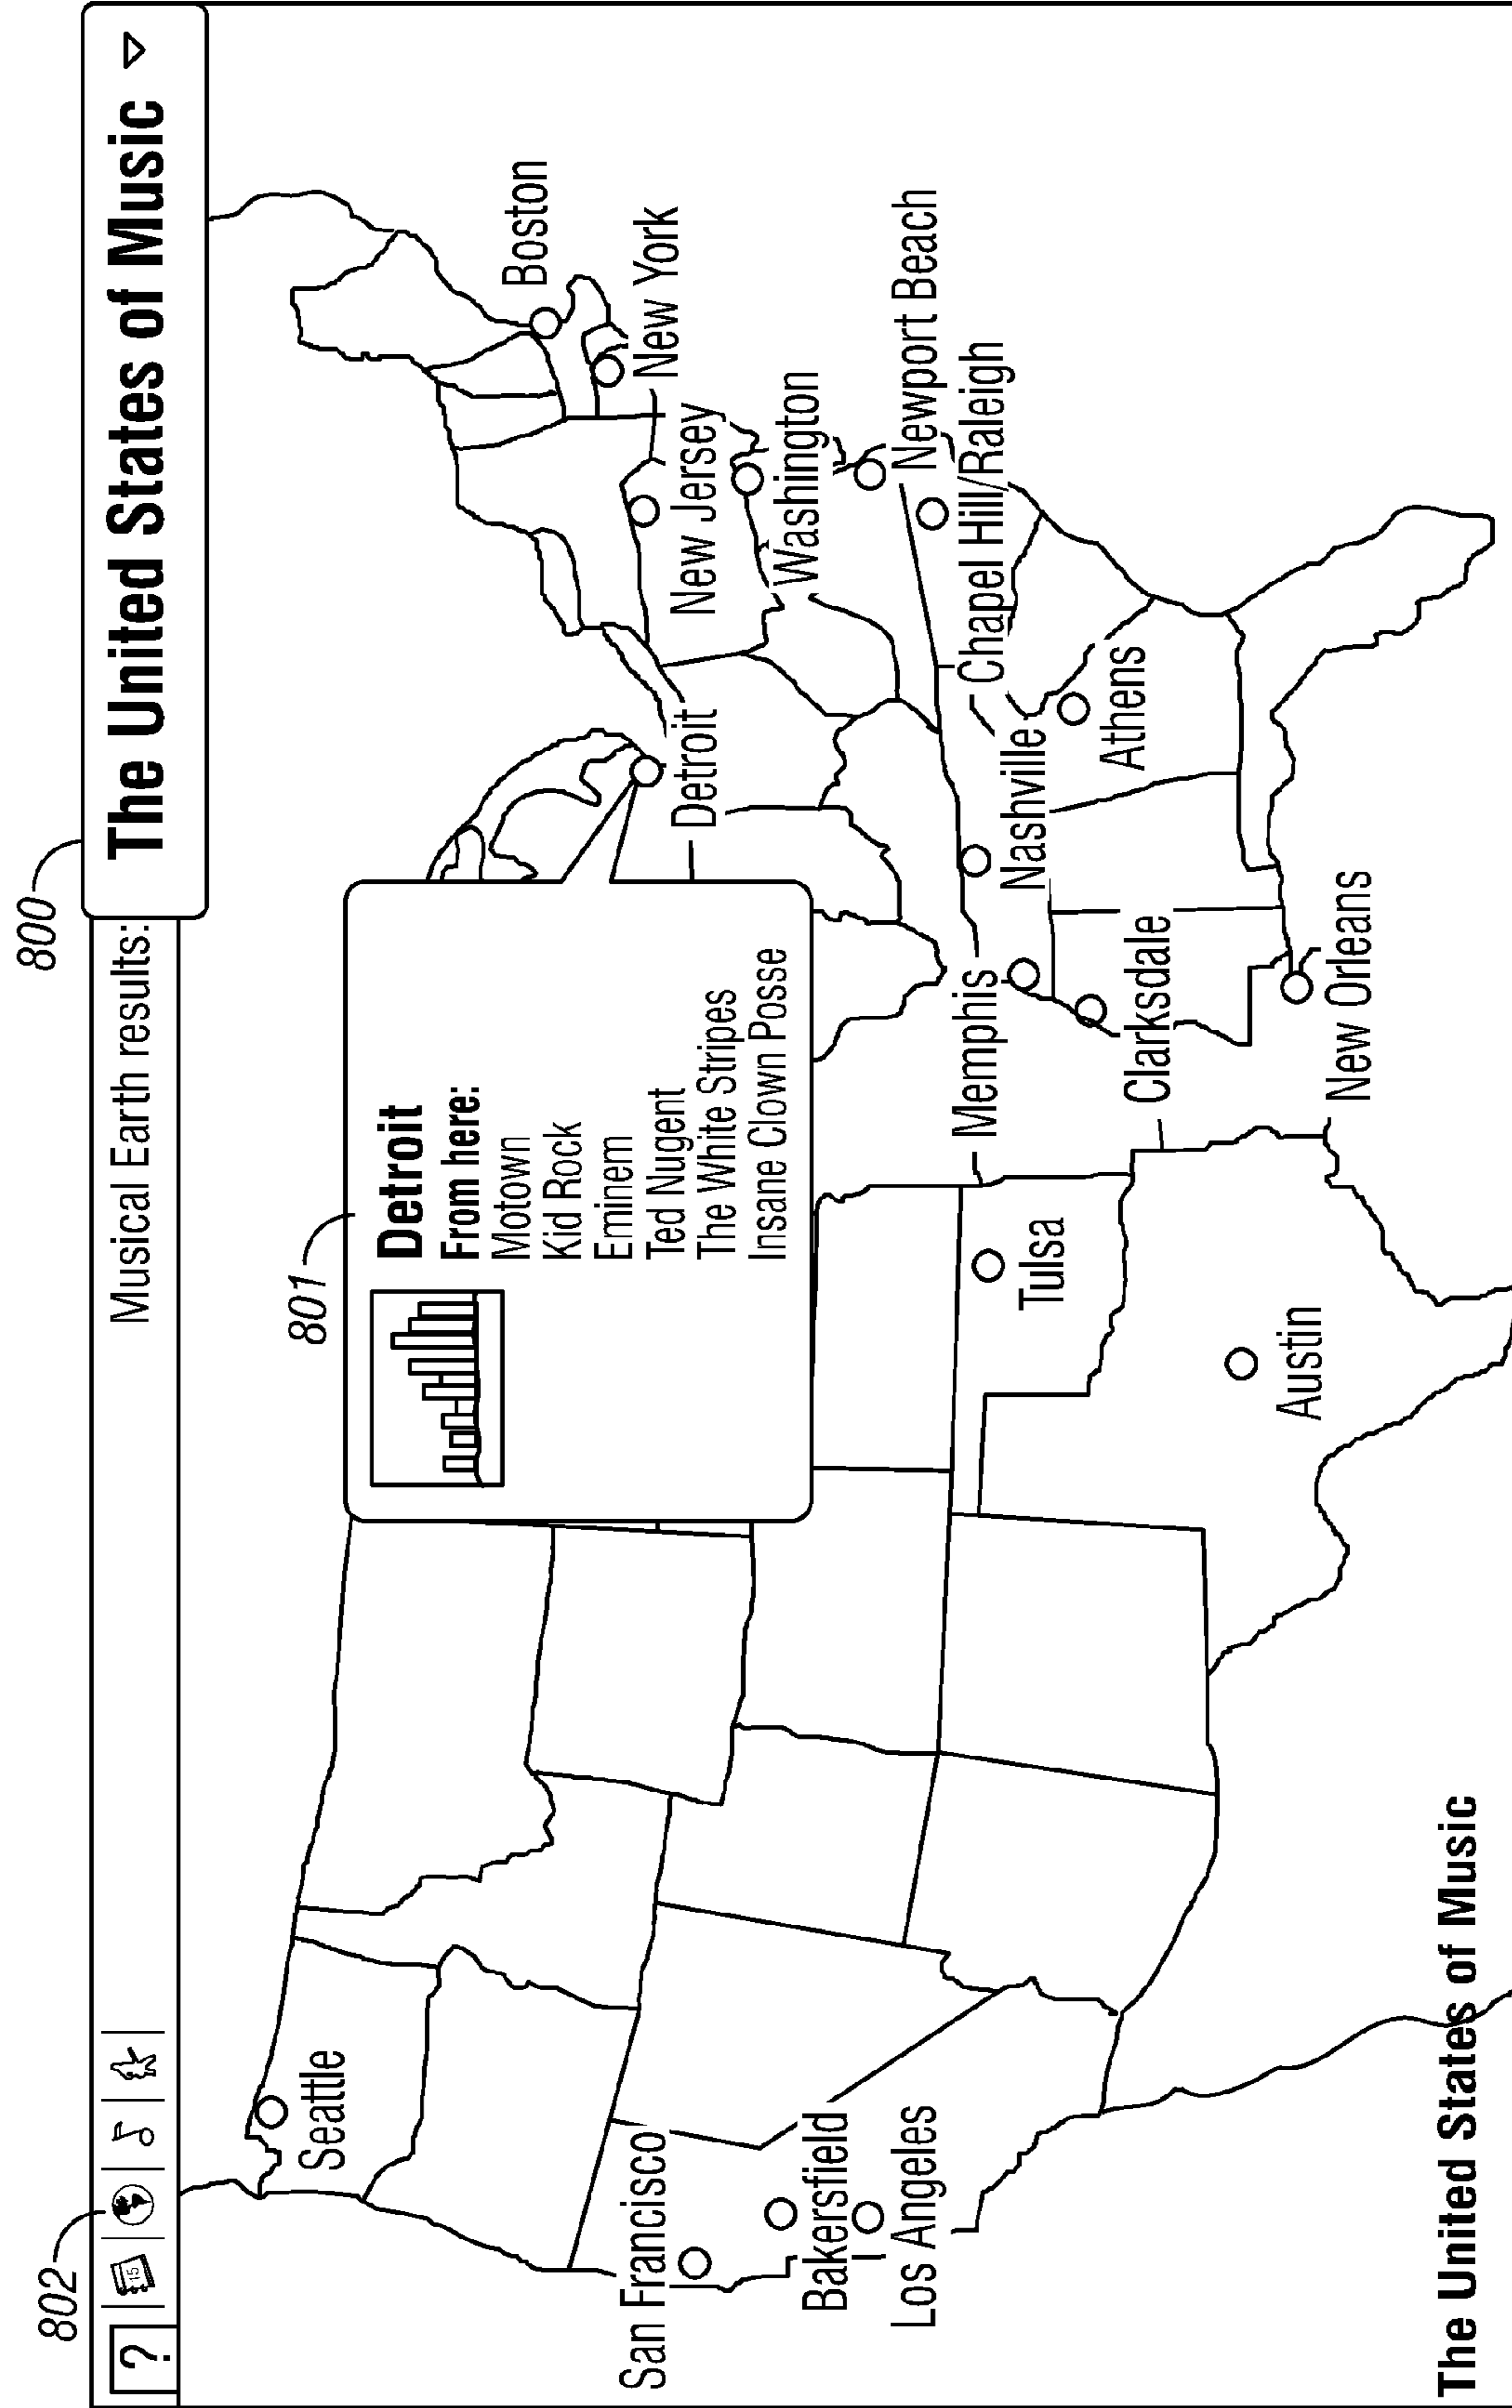 800
802
?
15
Musical Earth results:
The United States of Music
801
Detroit
From here:
Motown
Kid Rock
Eminem
Ted Nugent
The White Stripes
Insane Clown Posse
Seattle
San Francisco
Bakersfield
Los Angeles
Boston
New York
New Jersey
Detroit
Washington
Newport Beach
Chapel Hill/Raleigh
Nashville
Athens
Memphis
Clarksdale
New Orleans
Tulsa
Austin
The United States of Music